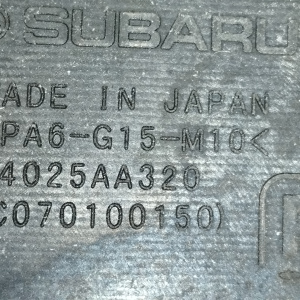 SUBARU
ADE IN JAPAN
PA6-G15-M10<
4025AA320
C070100150)